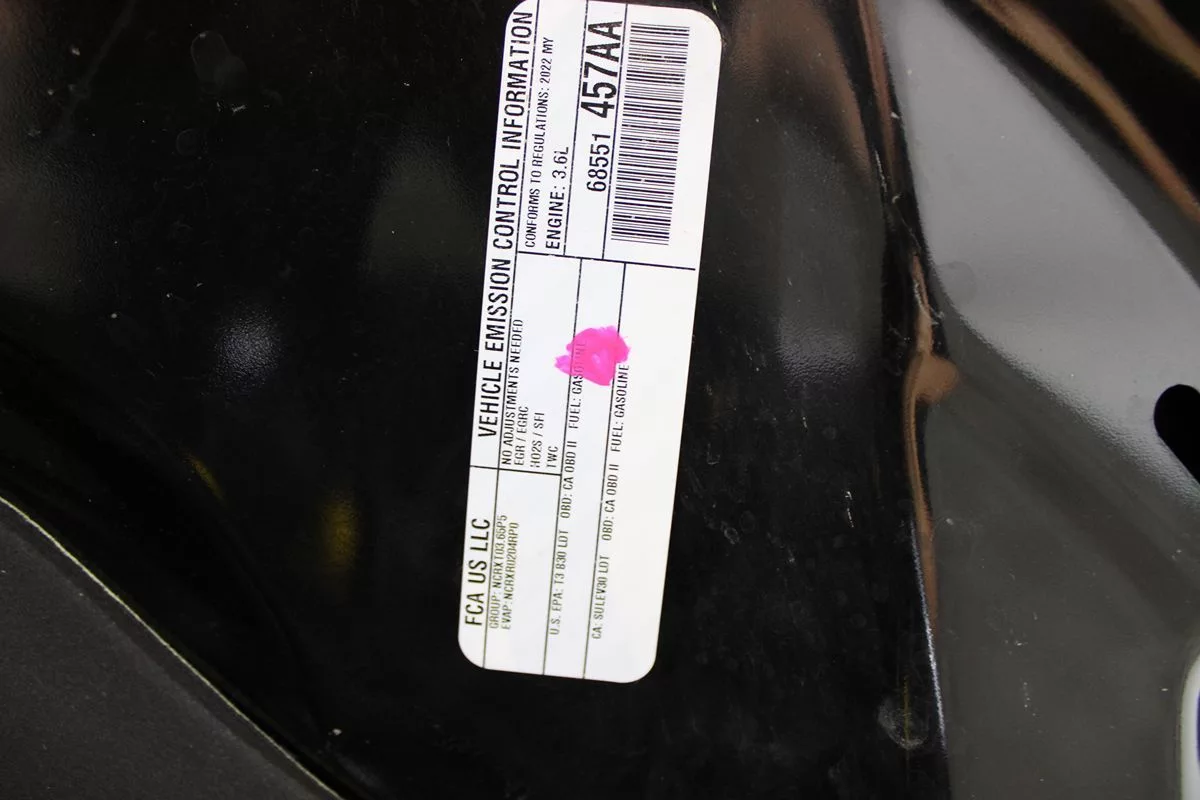 FCA US LLC
VEHICLE EMISSION CONTROL INFORMATION
GROUP: NCRXT03.65P5
EVAP: NCRXR0204RP0
NO ADJUSTMENTS NEEDED
EGR / EGRC
HO2S / SFI
TWC
CONFORMS TO REGULATIONS: 2022 MY
ENGINE: 3.6L
U.S. EPA: T3 B30 LDT OBD: CA OBD II FUEL: GASOLINE
CA: SULEV30 LDT OBD: CA OBD II FUEL: GASOLINE
68551 457AA